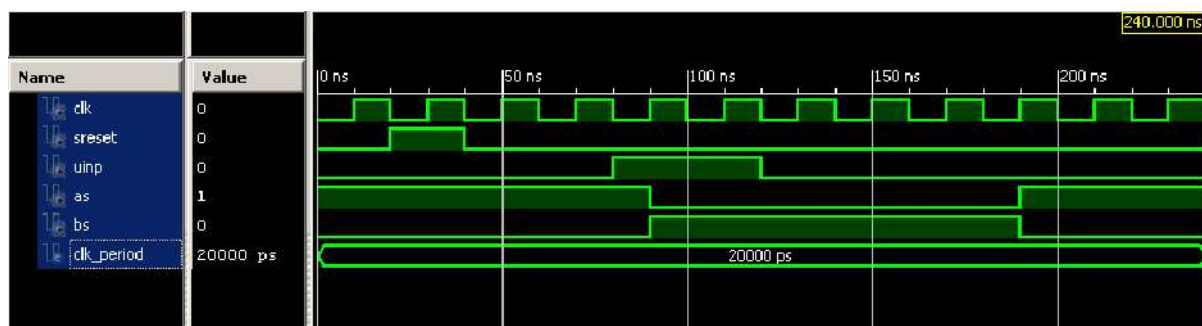 240.000 ns
Name Value 0 ns 50 ns 100 ns 150 ns 200 ns
clk 0
sreset 0
uinp 0
as 1
bs 0
clk_period 20000 ps 20000 ps